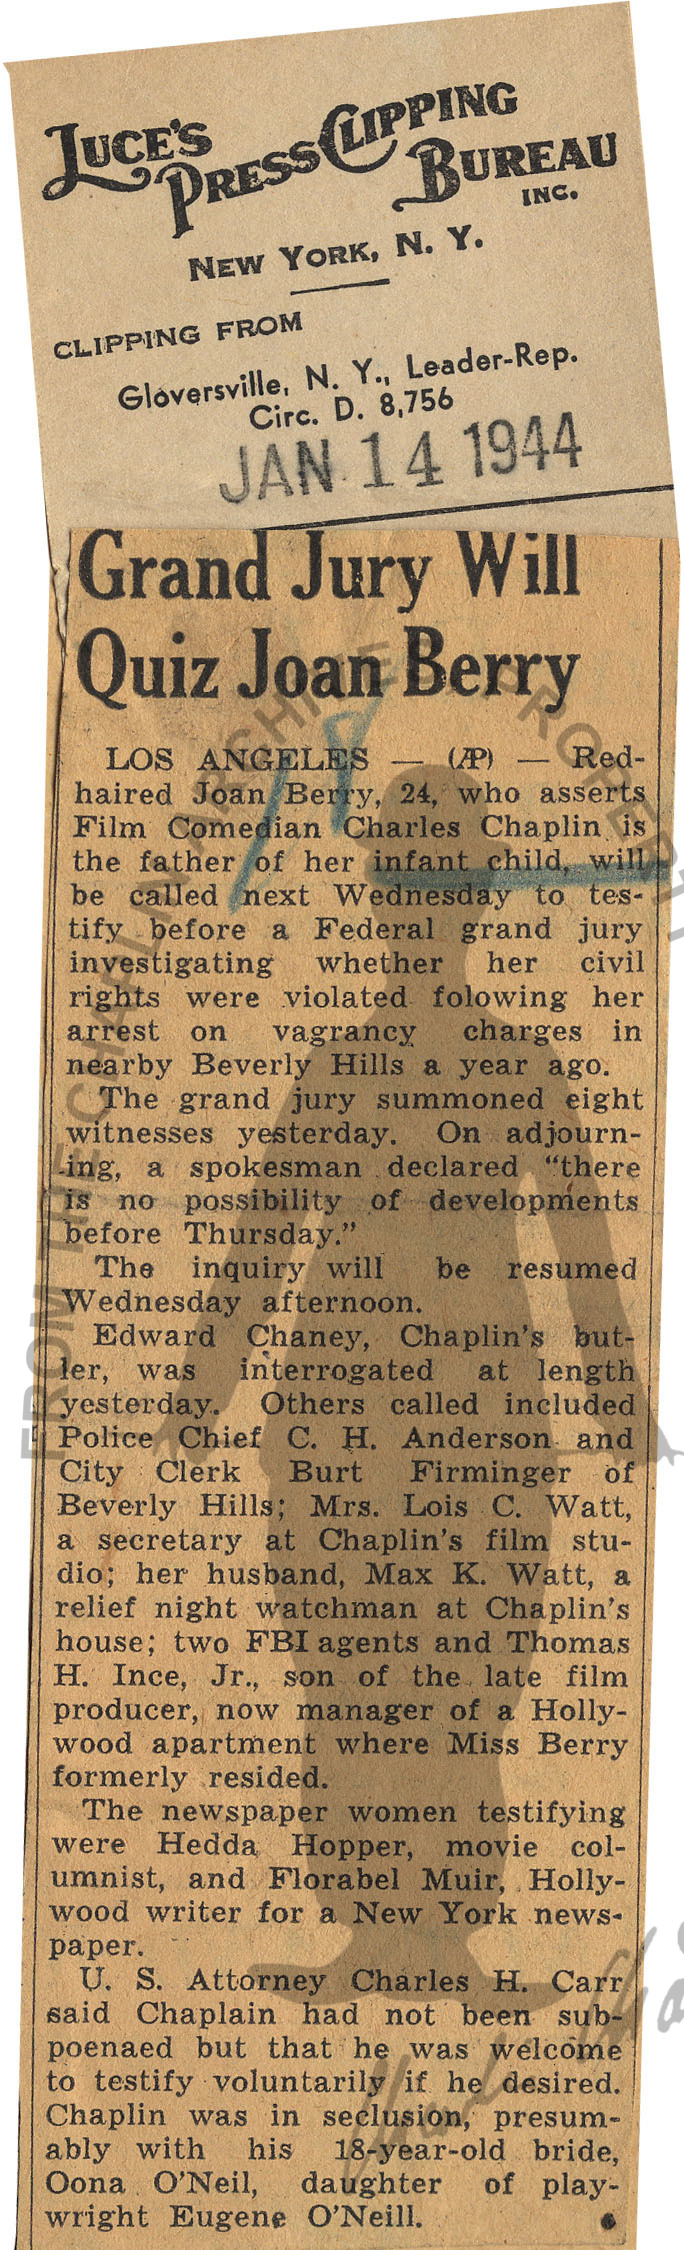 LUCE'S
PRESS CLIPPING
BUREAU
INC.
NEW YORK, N. Y.
CLIPPING FROM
Gloversville, N. Y., Leader-Rep.
Circ. D. 8,756
JAN 14 1944
Grand Jury Will
Quiz Joan Berry
LOS ANGELES — (AP) — Red-
haired Joan Berry, 24, who asserts
Film Comedian Charles Chaplin is
the father of her infant child, will
be called next Wednesday to tes-
tify before a Federal grand jury
investigating whether her civil
rights were violated folowing her
arrest on vagrancy charges in
nearby Beverly Hills a year ago.
The grand jury summoned eight
witnesses yesterday. On adjourn-
ing, a spokesman declared "there
is no possibility of developments
before Thursday."
The inquiry will be resumed
Wednesday afternoon.
Edward Chaney, Chaplin's but-
ler, was interrogated at length
yesterday. Others called included
Police Chief C. H. Anderson and
City Clerk Burt Firminger of
Beverly Hills; Mrs. Lois C. Watt,
a secretary at Chaplin's film stu-
dio; her husband, Max K. Watt, a
relief night watchman at Chaplin's
house; two FBI agents and Thomas
H. Ince, Jr., son of the late film
producer, now manager of a Holly-
wood apartment where Miss Berry
formerly resided.
The newspaper women testifying
were Hedda Hopper, movie col-
umnist, and Florabel Muir, Holly-
wood writer for a New York news-
paper.
U. S. Attorney Charles H. Carr
said Chaplain had not been sub-
poenaed but that he was welcome
to testify voluntarily if he desired.
Chaplin was in seclusion, presum-
ably with his 18-year-old bride,
Oona O'Neil, daughter of play-
wright Eugene O'Neill.
FROM THE CHAPLIN ARCHIVE